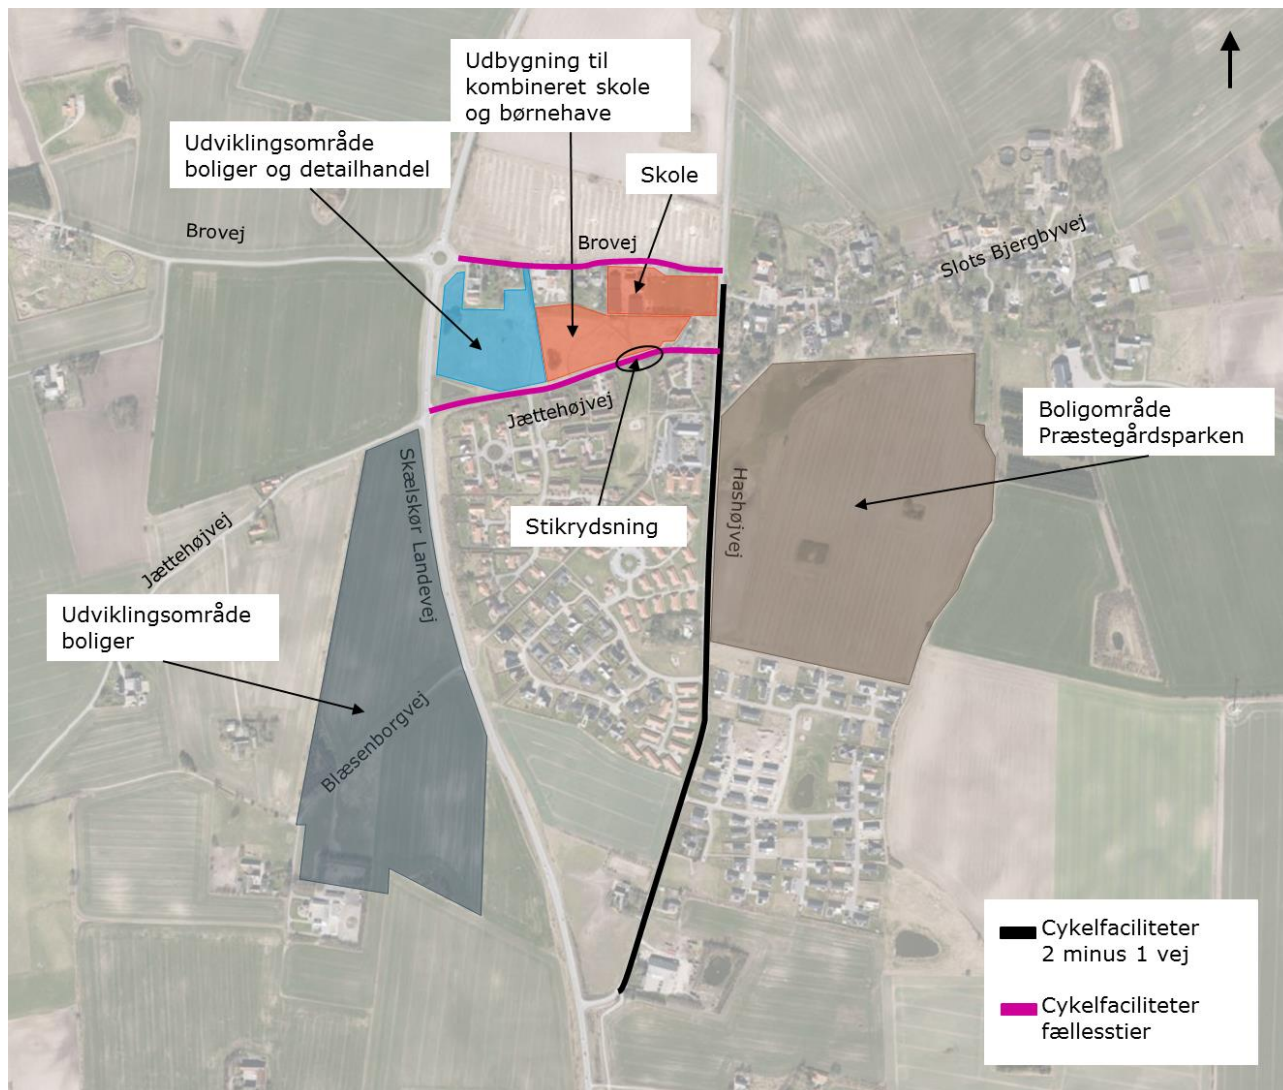 Udbygning til
kombineret skole
og børnehave
Udviklingsområde
boliger og detailhandel
Skole
Brovej
Brovej
Slots Bjergbyvej
Jættehøjvej
Boligområde
Præstegårdsparken
Skælskør Landevej
Hashøjvej
Stikrydsning
Jættehøjvej
Udviklingsområde
boliger
Blæsenborgvej
Cykelfaciliteter
2 minus 1 vej
Cykelfaciliteter
fællesstier